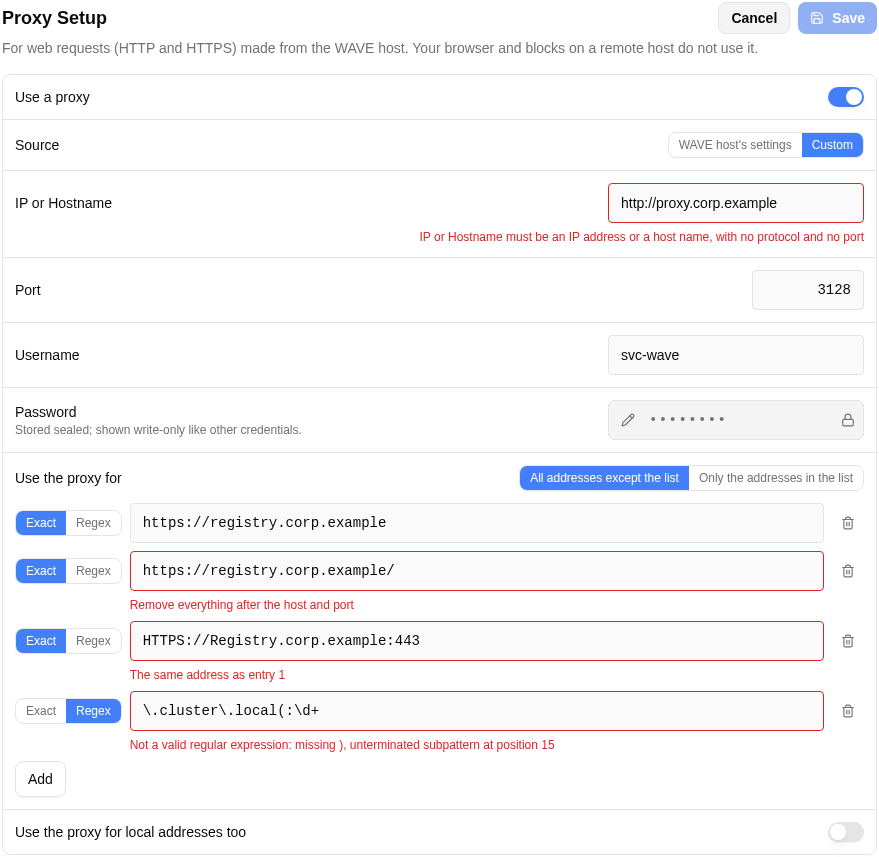 Proxy Setup
Cancel
Save
For web requests (HTTP and HTTPS) made from the WAVE host. Your browser and blocks on a remote host do not use it.
Use a proxy
Source
WAVE host's settings
Custom
IP or Hostname
http://proxy.corp.example
IP or Hostname must be an IP address or a host name, with no protocol and no port
Port
3128
Username
svc-wave
Password
Stored sealed; shown write-only like other credentials.
••••••••
Use the proxy for
All addresses except the list
Only the addresses in the list
Exact
Regex
https://registry.corp.example
Exact
Regex
https://registry.corp.example/
Remove everything after the host and port
Exact
Regex
HTTPS://Registry.corp.example:443
The same address as entry 1
Exact
Regex
\.cluster\.local(:\d+
Not a valid regular expression: missing ), unterminated subpattern at position 15
Add
Use the proxy for local addresses too